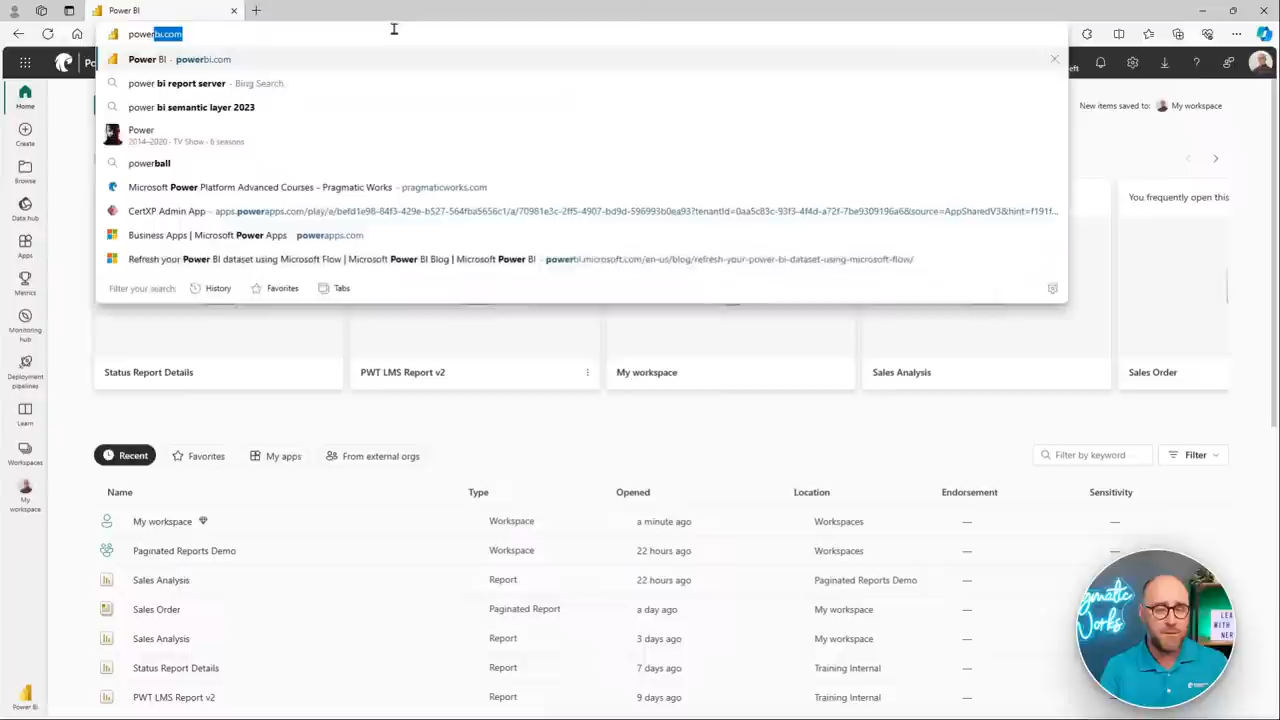 Power BI
powerbi.com
Power BI - powerbi.com
power bi report server - Bing Search
power bi semantic layer 2023
Power
2014–2020 · TV Show · 6 seasons
powerball
Microsoft Power Platform Advanced Courses - Pragmatic Works - pragmaticworks.com
CertXP Admin App - apps.powerapps.com/play/e/befd1e98-84f3-429e-b527-564fba5656c1/a/70981e3c-2ff5-4907-bd9d-596993b0ea93?tenantId=0aa5c83c-93f3-4f4d-a72f-7be9309196a6&source=AppSharedV3&hint=f191f...
Business Apps | Microsoft Power Apps powerapps.com
Refresh your Power BI dataset using Microsoft Flow | Microsoft Power BI Blog | Microsoft Power BI - powerbi.microsoft.com/en-us/blog/refresh-your-power-bi-dataset-using-microsoft-flow/
Filter your search: History Favorites Tabs
Home
Create
Browse
Data hub
Apps
Metrics
Monitoring hub
Deployment pipelines
Learn
Workspaces
My workspace
Power BI
New items saved to: My workspace
You frequently open this
Status Report Details
PWT LMS Report v2
My workspace
Sales Analysis
Sales Order
Recent Favorites My apps From external orgs Filter by keyword Filter
Name Type Opened Location Endorsement Sensitivity
My workspace Workspace a minute ago Workspaces — —
Paginated Reports Demo Workspace 22 hours ago Workspaces — —
Sales Analysis Report 22 hours ago Paginated Reports Demo — —
Sales Order Paginated Report a day ago My workspace —
Sales Analysis Report 3 days ago My workspace —
Status Report Details Report 7 days ago Training Internal —
PWT LMS Report v2 Report 9 days ago Training Internal —